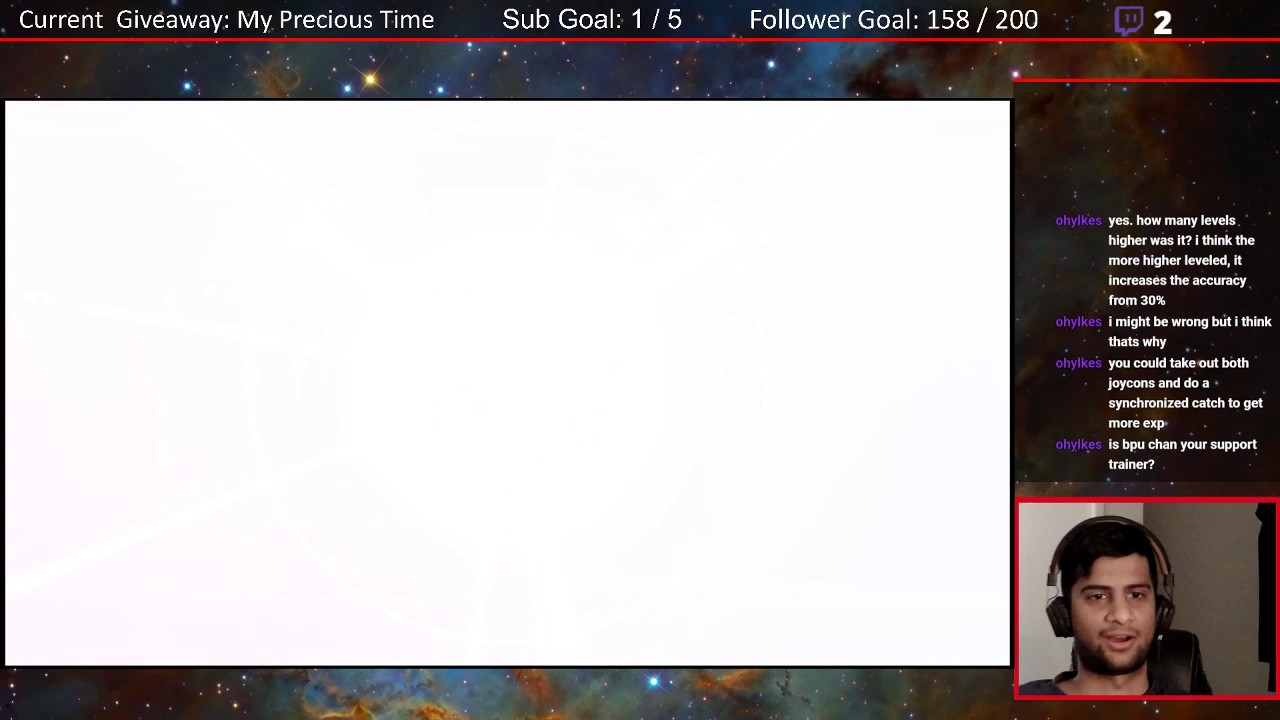 Current Giveaway: My Precious Time
Sub Goal: 1 / 5
Follower Goal: 158 / 200
2
ohylkes yes. how many levels
higher was it? i think the
more higher leveled, it
increases the accuracy
from 30%
ohylkes i might be wrong but i think
thats why
ohylkes you could take out both
joycons and do a
synchronized catch to get
more exp
ohylkes is bpu chan your support
trainer?